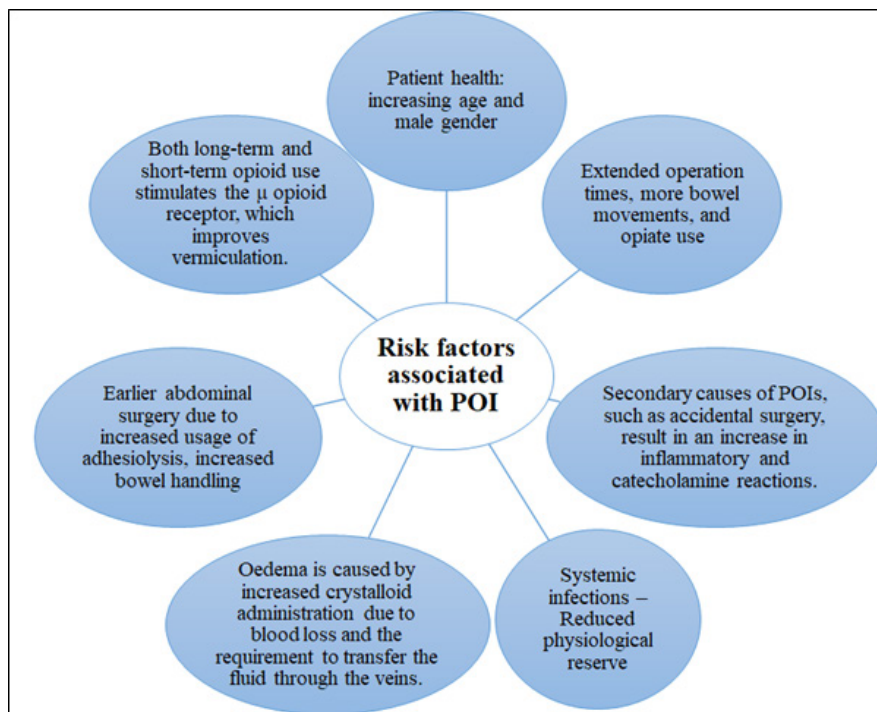 Patient health:
increasing age and
male gender
Extended operation
times, more bowel
movements, and
opiate use
Secondary causes of POIs,
such as accidental surgery,
result in an increase in
inflammatory and
catecholamine reactions.
Systemic
infections –
Reduced
physiological
reserve
Oedema is caused by
increased crystalloid
administration due to
blood loss and the
requirement to transfer the
fluid through the veins.
Earlier abdominal
surgery due to
increased usage of
adhesiolysis, increased
bowel handling
Both long-term and
short-term opioid use
stimulates the μ opioid
receptor, which
improves
vermiculation.
Risk factors
associated
with POI